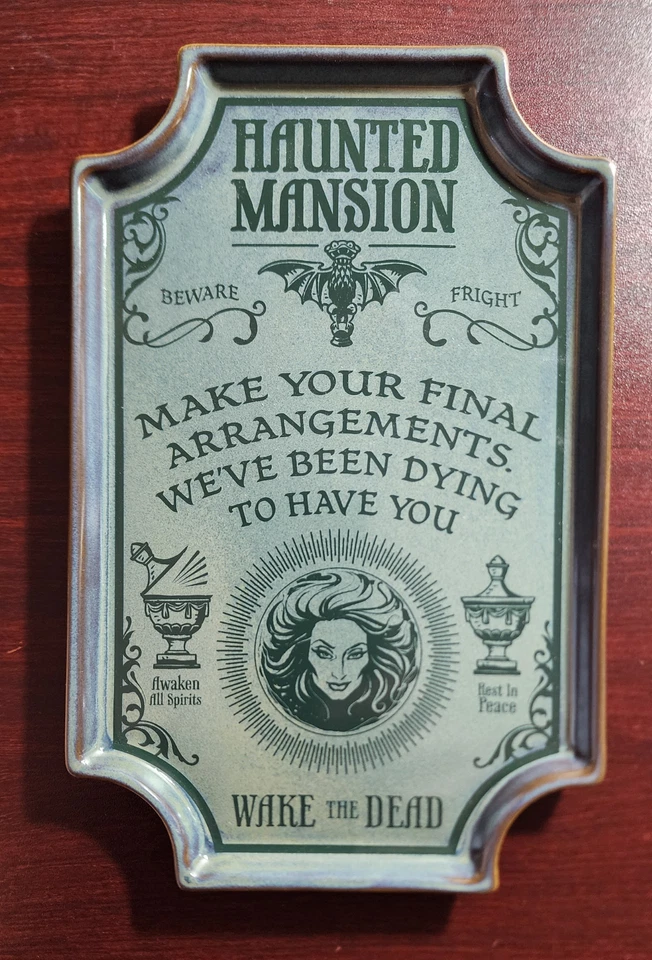 HAUNTED
MANSION
BEWARE
FRIGHT
MAKE YOUR FINAL
ARRANGEMENTS.
WE'VE BEEN DYING
TO HAVE YOU
Awaken
All Spirits
Rest In
Peace
WAKE THE DEAD